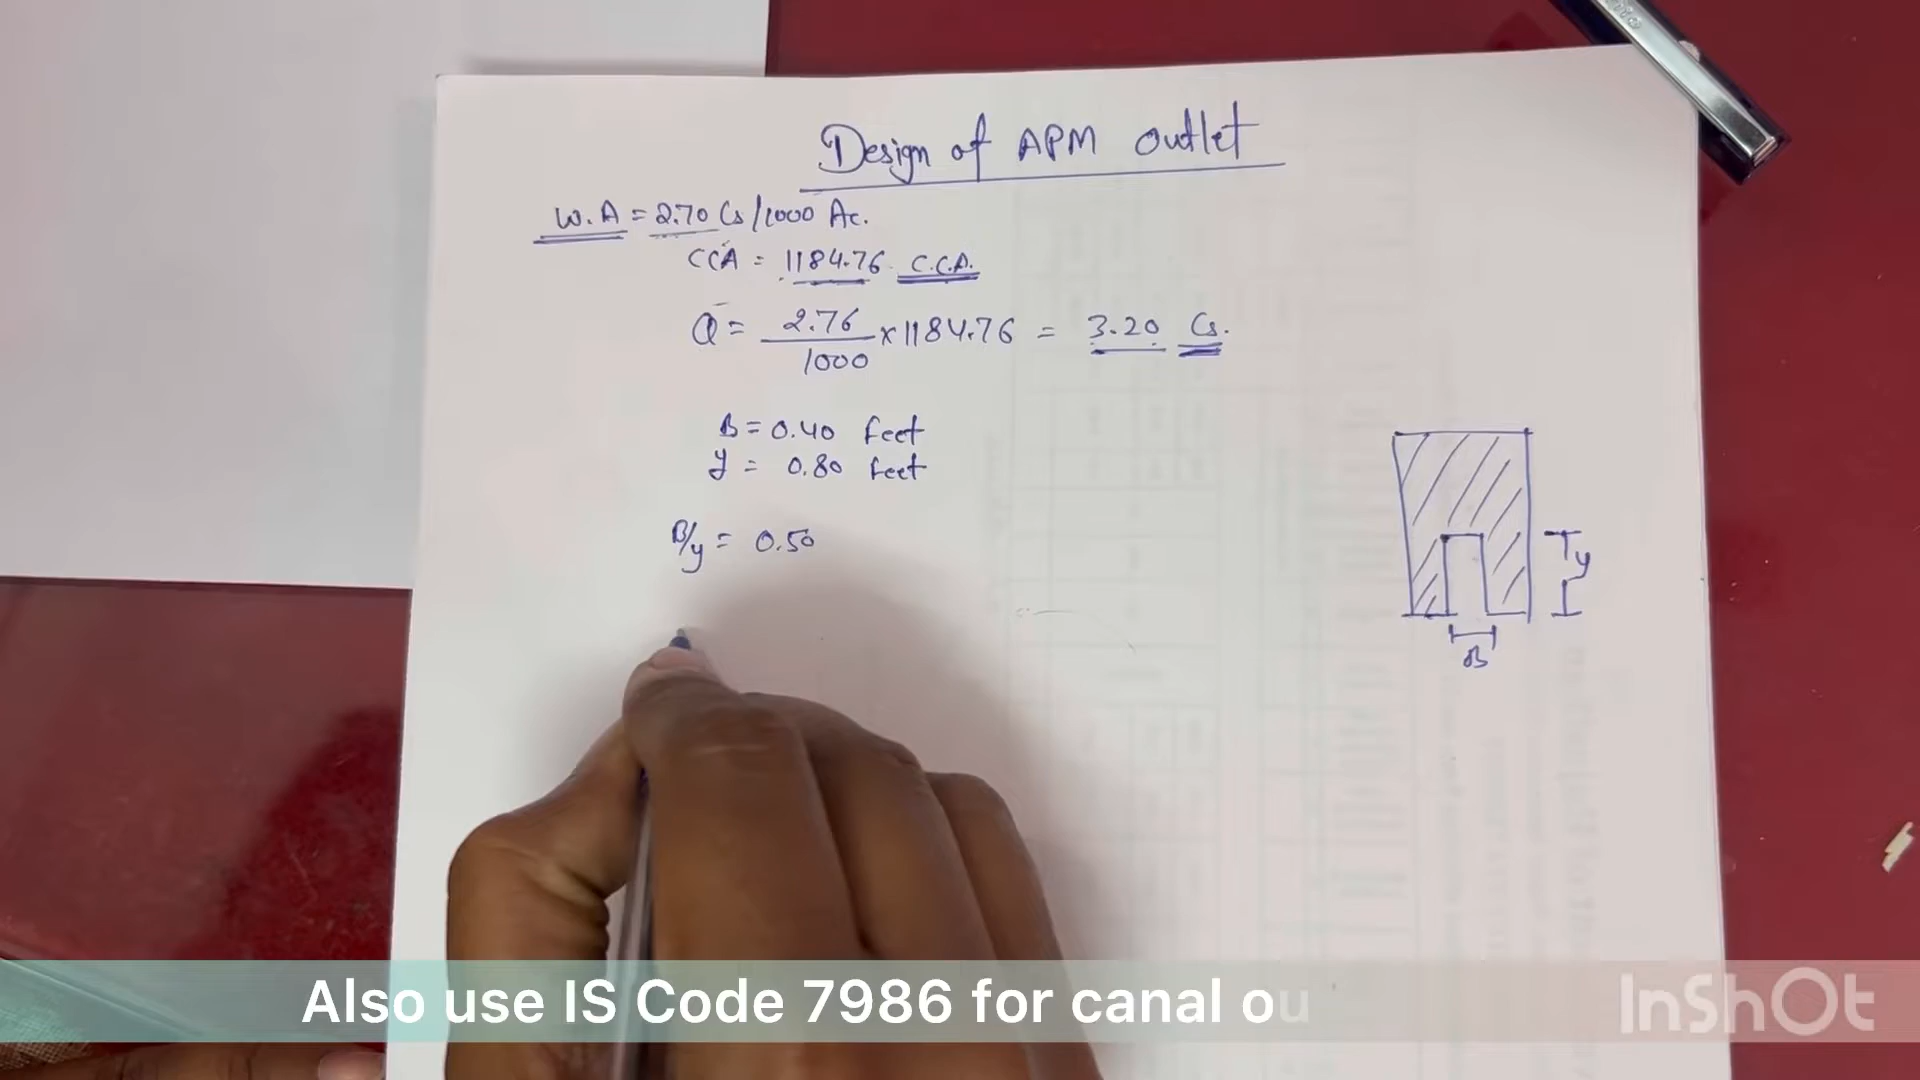 Design of APM outlet
W.A = 2.70 Cs/1000 Ac.
CCA = 1184.76 C.C.A.
Q = 2.76/1000 x 1184.76 = 3.20 Cs.
B = 0.40 feet
y = 0.80 feet
B/y = 0.50
y
B
Also use IS Code 7986 for canal ou
InShOt